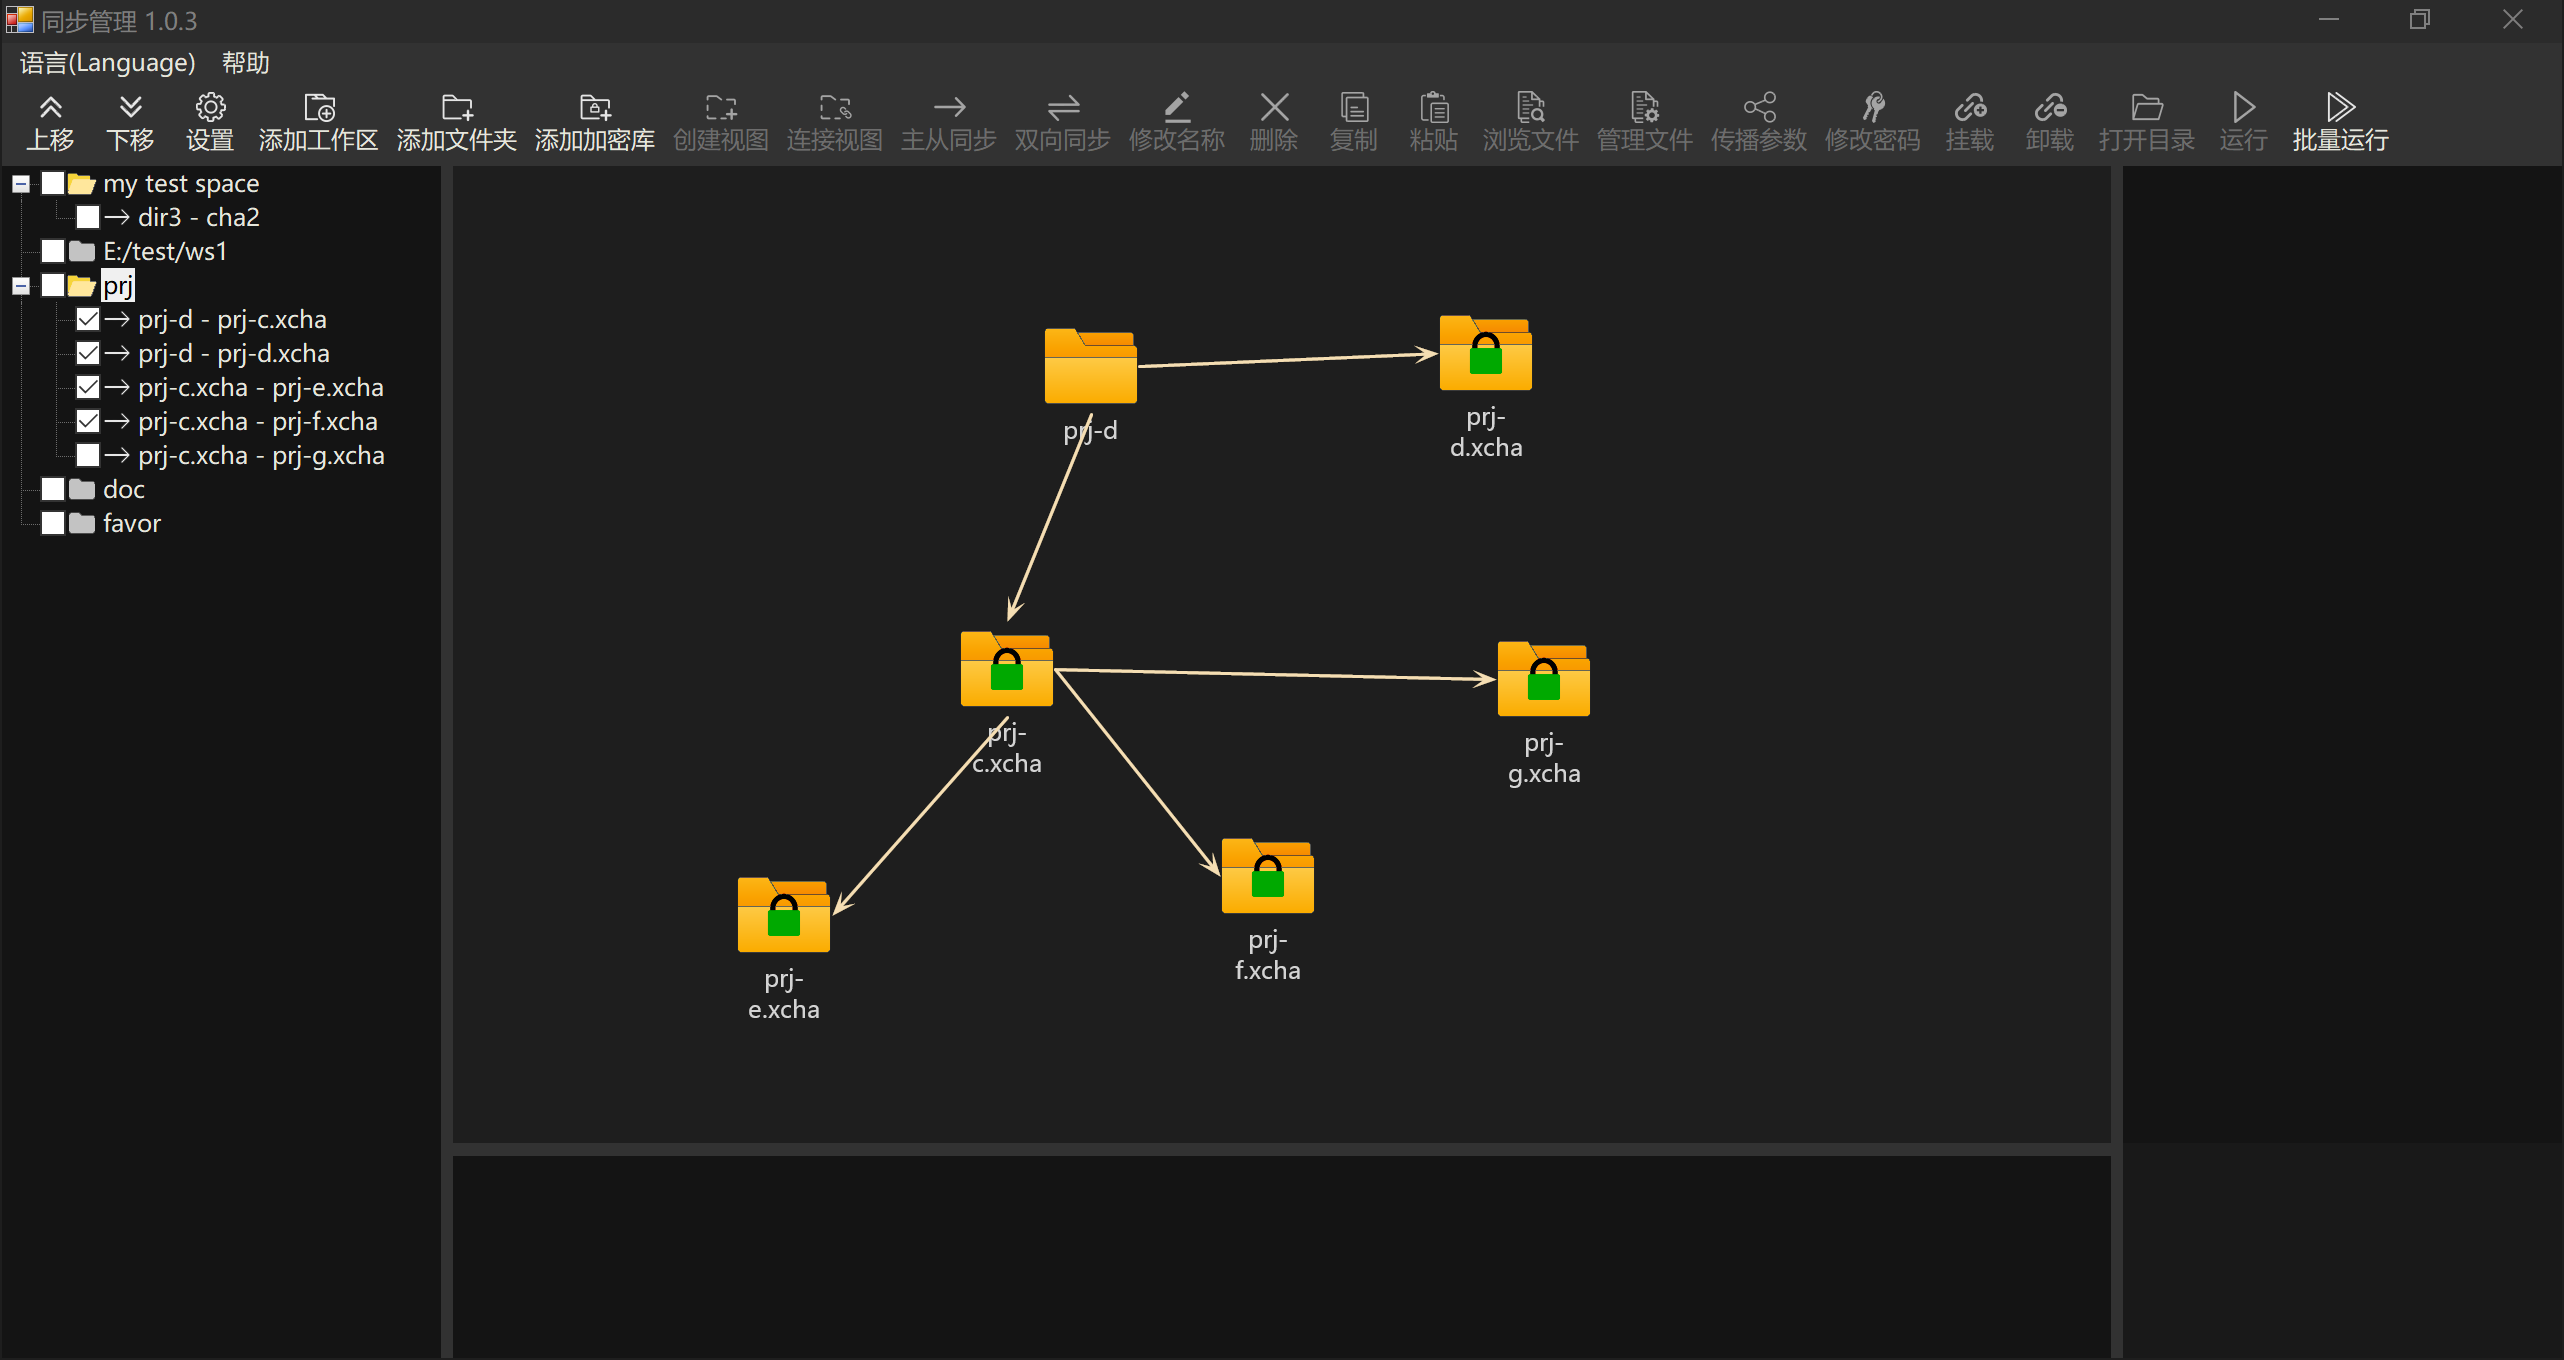 同步管理 1.0.3
语言(Language) 帮助
上移 下移 设置 添加工作区 添加文件夹 添加加密库 创建视图 连接视图 主从同步 双向同步 修改名称 删除 复制 粘贴 浏览文件 管理文件 传播参数 修改密码 挂载 卸载 打开目录 运行 批量运行
my test space
dir3 - cha2
E:/test/ws1
prj
prj-d - prj-c.xcha
prj-d - prj-d.xcha
prj-c.xcha - prj-e.xcha
prj-c.xcha - prj-f.xcha
prj-c.xcha - prj-g.xcha
doc
favor
prj-d
prj-
d.xcha
prj-
c.xcha
prj-
g.xcha
prj-
f.xcha
prj-
e.xcha